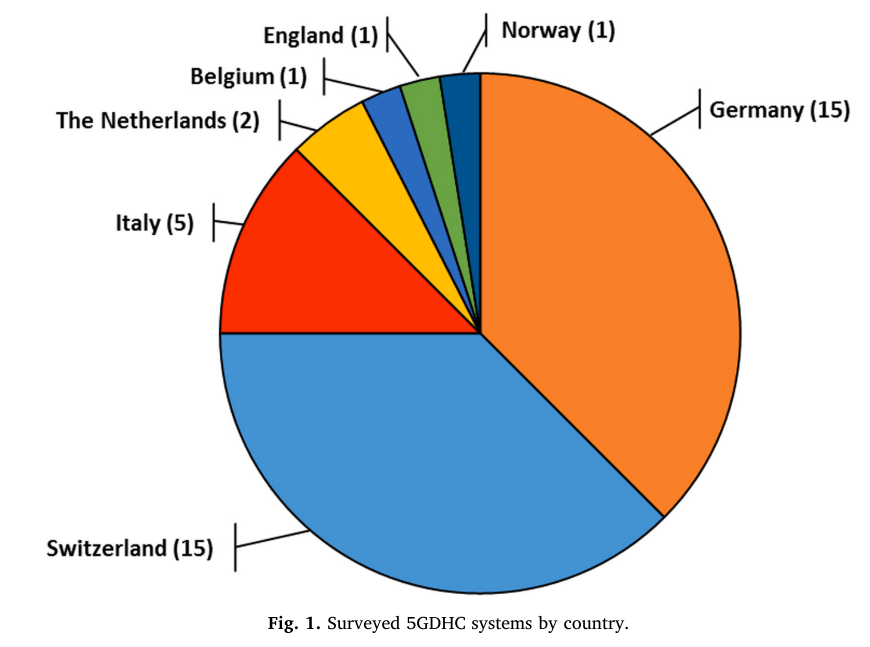 England (1)
Norway (1)
Belgium (1)
Germany (15)
The Netherlands (2)
Italy (5)
Switzerland (15)
Fig. 1. Surveyed 5GDHC systems by country.